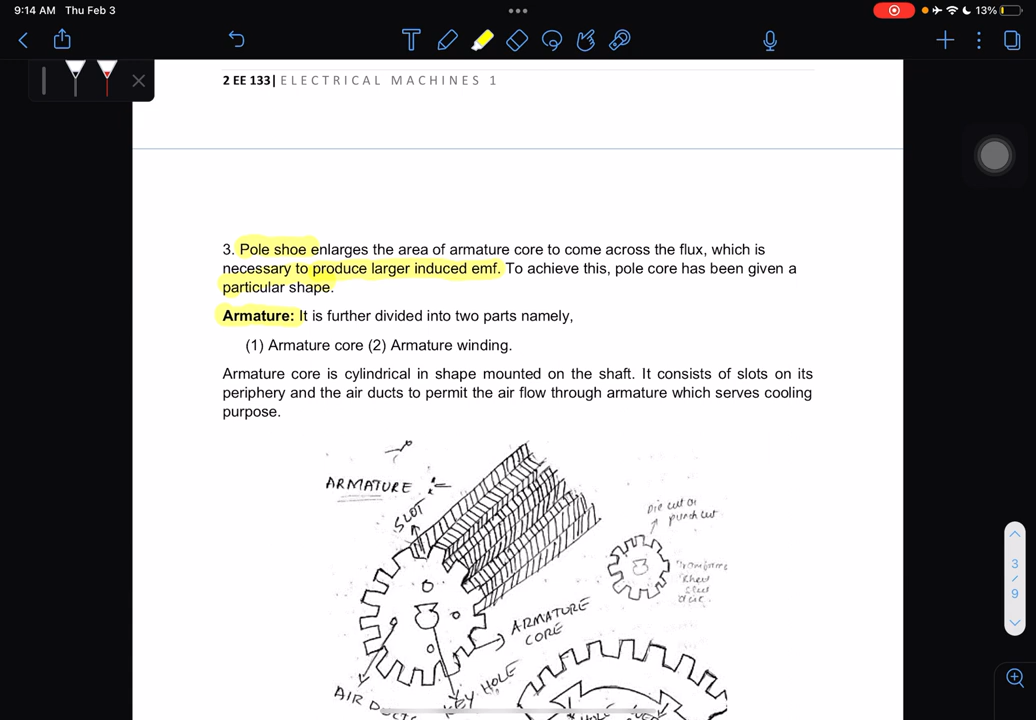 9:14 AM Thu Feb 3
13%
2 EE 133| ELECTRICAL MACHINES 1
3. Pole shoe enlarges the area of armature core to come across the flux, which is
necessary to produce larger induced emf. To achieve this, pole core has been given a
particular shape.
Armature: It is further divided into two parts namely,
(1) Armature core (2) Armature winding.
Armature core is cylindrical in shape mounted on the shaft. It consists of slots on its
periphery and the air ducts to permit the air flow through armature which serves cooling
purpose.
ARMATURE
SLOT
Die cut or
punch cut
ARMATURE
CORE
KEY HOLE
AIR DUCTS
3
/
9